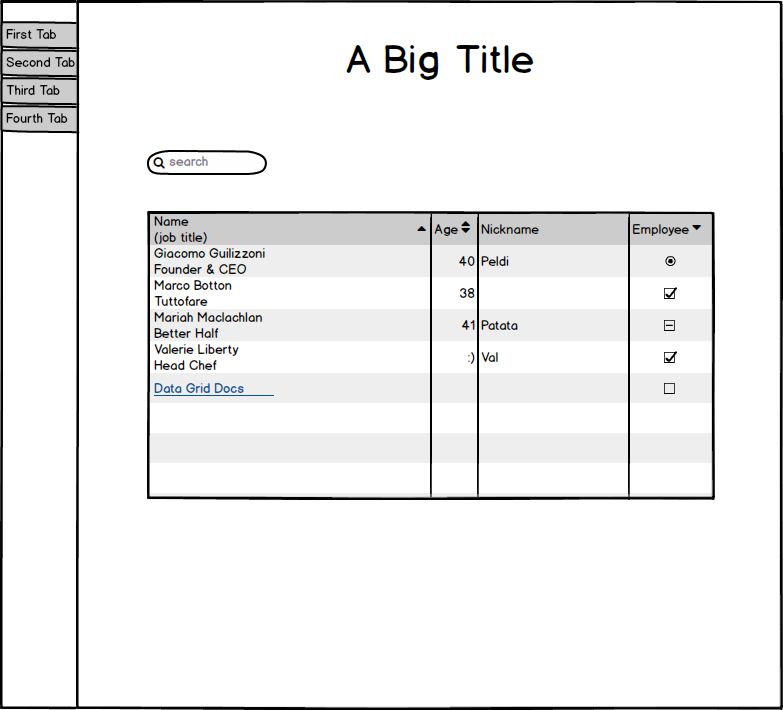 First Tab
Second Tab
Third Tab
Fourth Tab
A Big Title
search
Name
(job title)
Age
Nickname
Employee
Giacomo Guilizzoni
Founder & CEO
40
Peldi
Marco Botton
Tuttofare
38
Mariah Maclachlan
Better Half
41
Patata
Valerie Liberty
Head Chef
:)
Val
Data Grid Docs